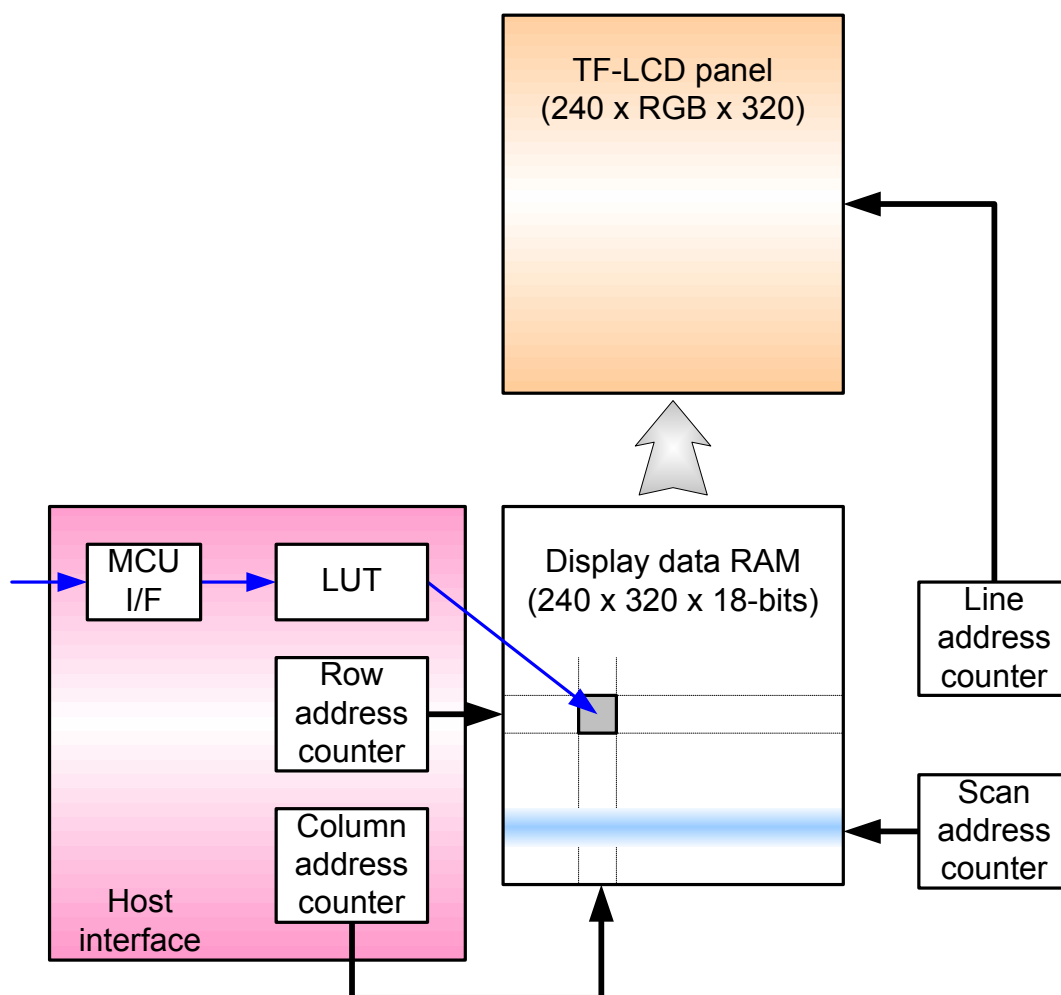 TF-LCD panel
(240 x RGB x 320)
MCU
I/F
LUT
Display data RAM
(240 x 320 x 18-bits)
Line
address
counter
Row
address
counter
Scan
address
counter
Column
address
counter
Host
interface